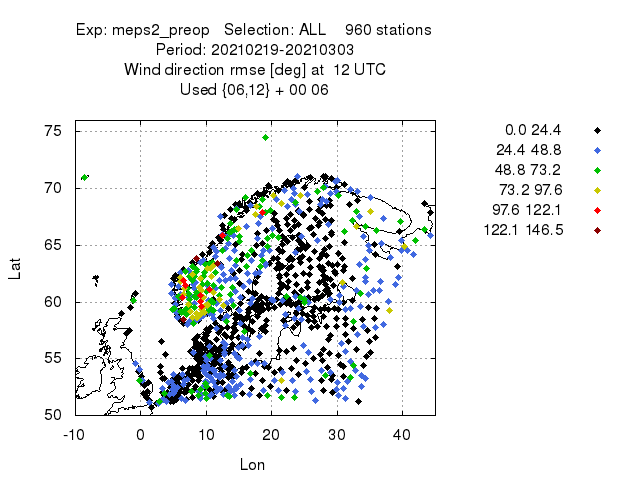 Exp: meps2_preop   Selection: ALL    960 stations
Period: 20210219-20210303
Wind direction rmse [deg] at  12 UTC
Used {06,12} + 00 06
0.0 24.4
24.4 48.8
48.8 73.2
73.2 97.6
97.6 122.1
122.1 146.5
75
70
65
60
55
50
Lat
-10 0 10 20 30 40
Lon